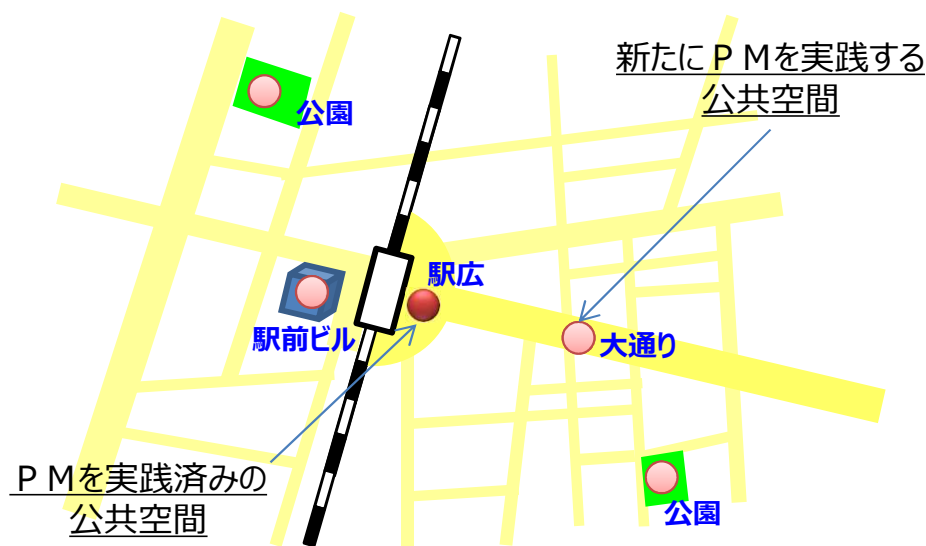 新たにＰＭを実践する
公共空間
公園
駅広
駅前ビル
大通り
ＰＭを実践済みの
公共空間
公園